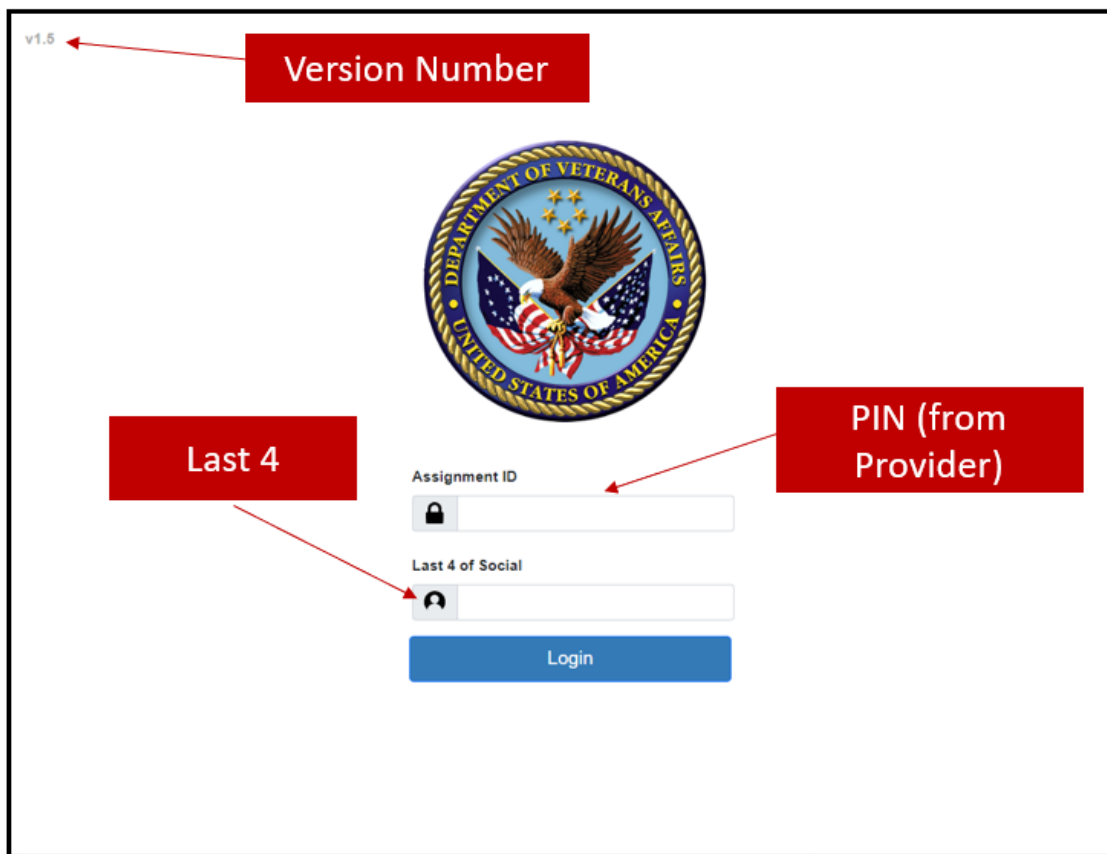 v1.5
Version Number
DEPARTMENT OF VETERANS AFFAIRS
UNITED STATES OF AMERICA
Last 4
PIN (from
Provider)
Assignment ID
Last 4 of Social
Login